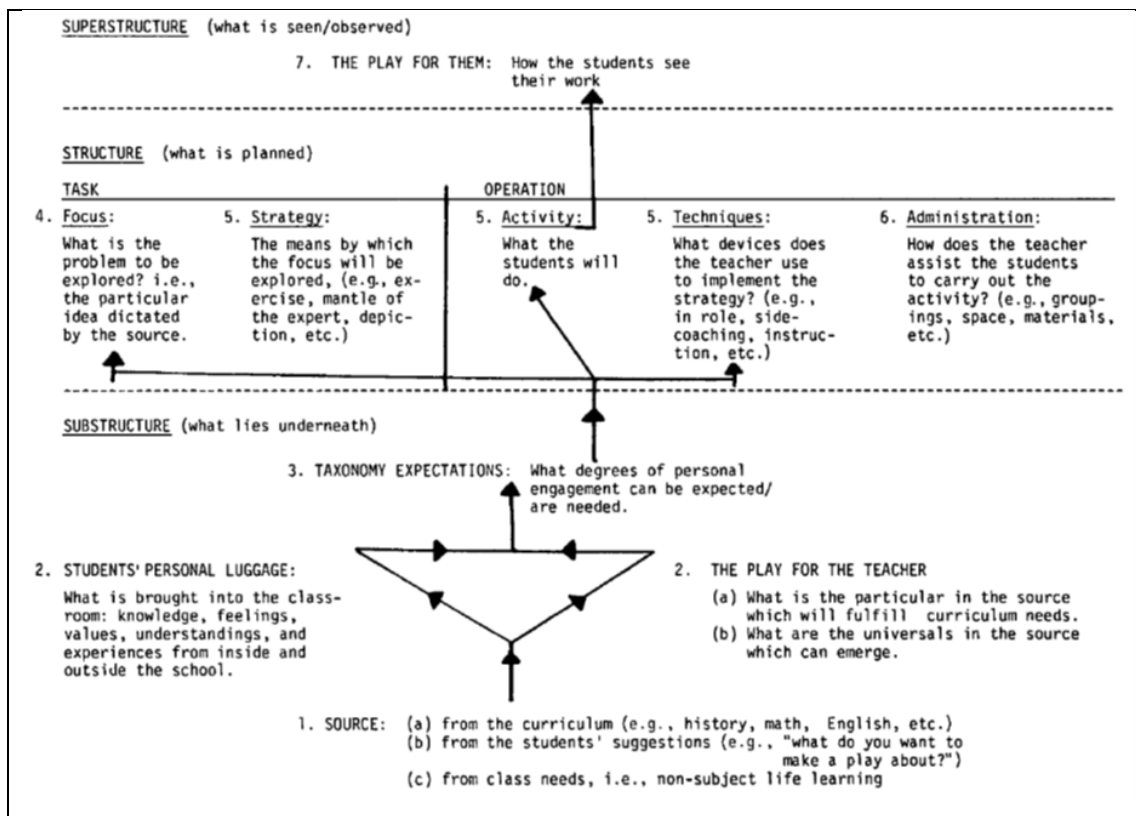 SUPERSTRUCTURE (what is seen/observed)
7. THE PLAY FOR THEM: How the students see
their work
STRUCTURE (what is planned)
TASK
OPERATION
4. Focus:
What is the
problem to be
explored? i.e.,
the particular
idea dictated
by the source.
5. Strategy:
The means by which
the focus will be
explored, (e.g., ex-
ercise, mantle of
the expert, depic-
tion, etc.)
5. Activity:
What the
students will
do.
5. Techniques:
What devices does
the teacher use
to implement the
strategy? (e.g.,
in role, side-
coaching, instruc-
tion, etc.)
6. Administration:
How does the teacher
assist the students
to carry out the
activity? (e.g., group-
ings, space, materials,
etc.)
SUBSTRUCTURE (what lies underneath)
3. TAXONOMY EXPECTATIONS: What degrees of personal
engagement can be expected/
are needed.
2. STUDENTS' PERSONAL LUGGAGE:
What is brought into the class-
room: knowledge, feelings,
values, understandings, and
experiences from inside and
outside the school.
2. THE PLAY FOR THE TEACHER
(a) What is the particular in the source
which will fulfill curriculum needs.
(b) What are the universals in the source
which can emerge.
1. SOURCE: (a) from the curriculum (e.g., history, math, English, etc.)
(b) from the students' suggestions (e.g., "what do you want to
make a play about?")
(c) from class needs, i.e., non-subject life learning